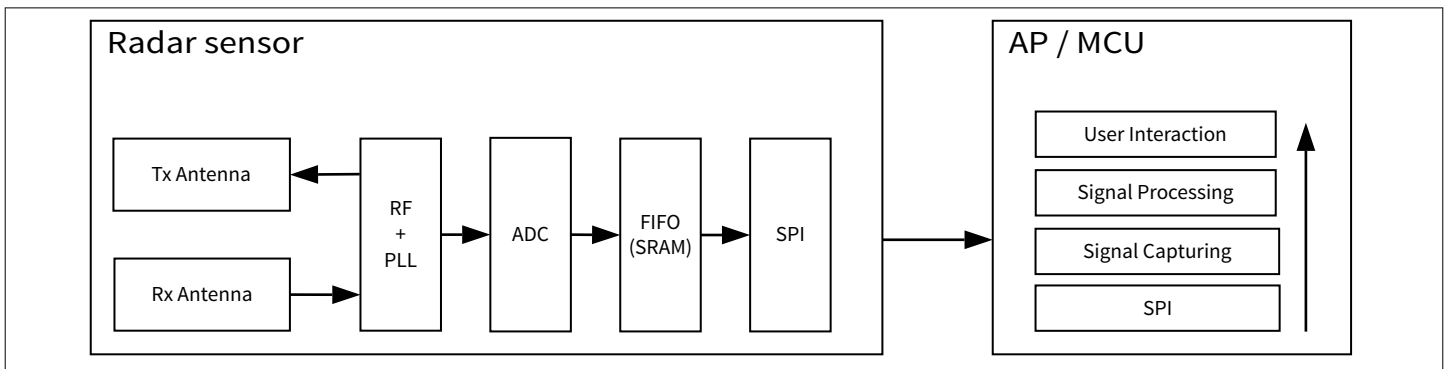 Radar sensor
Tx Antenna
Rx Antenna
RF
+
PLL
ADC
FIFO
(SRAM)
SPI
AP / MCU
User Interaction
Signal Processing
Signal Capturing
SPI